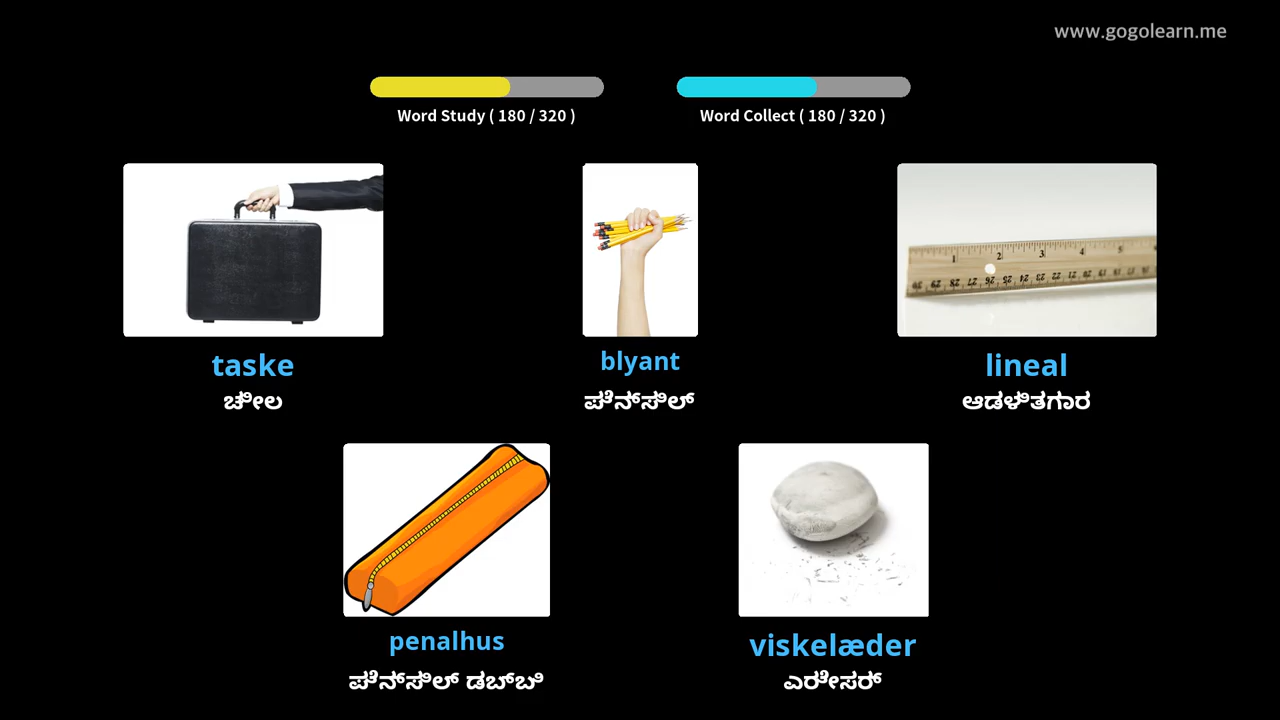 www.gogolearn.me
Word Study ( 180 / 320 )
Word Collect ( 180 / 320 )
taske
ಚೀಲ
blyant
ಪೆನ್ಸಿಲ್
lineal
ಆಡಳಿತಗಾರ
penalhus
ಪೆನ್ಸಿಲ್ ಡಬ್ಬಿ
viskelæder
ಎರೇಸರ್